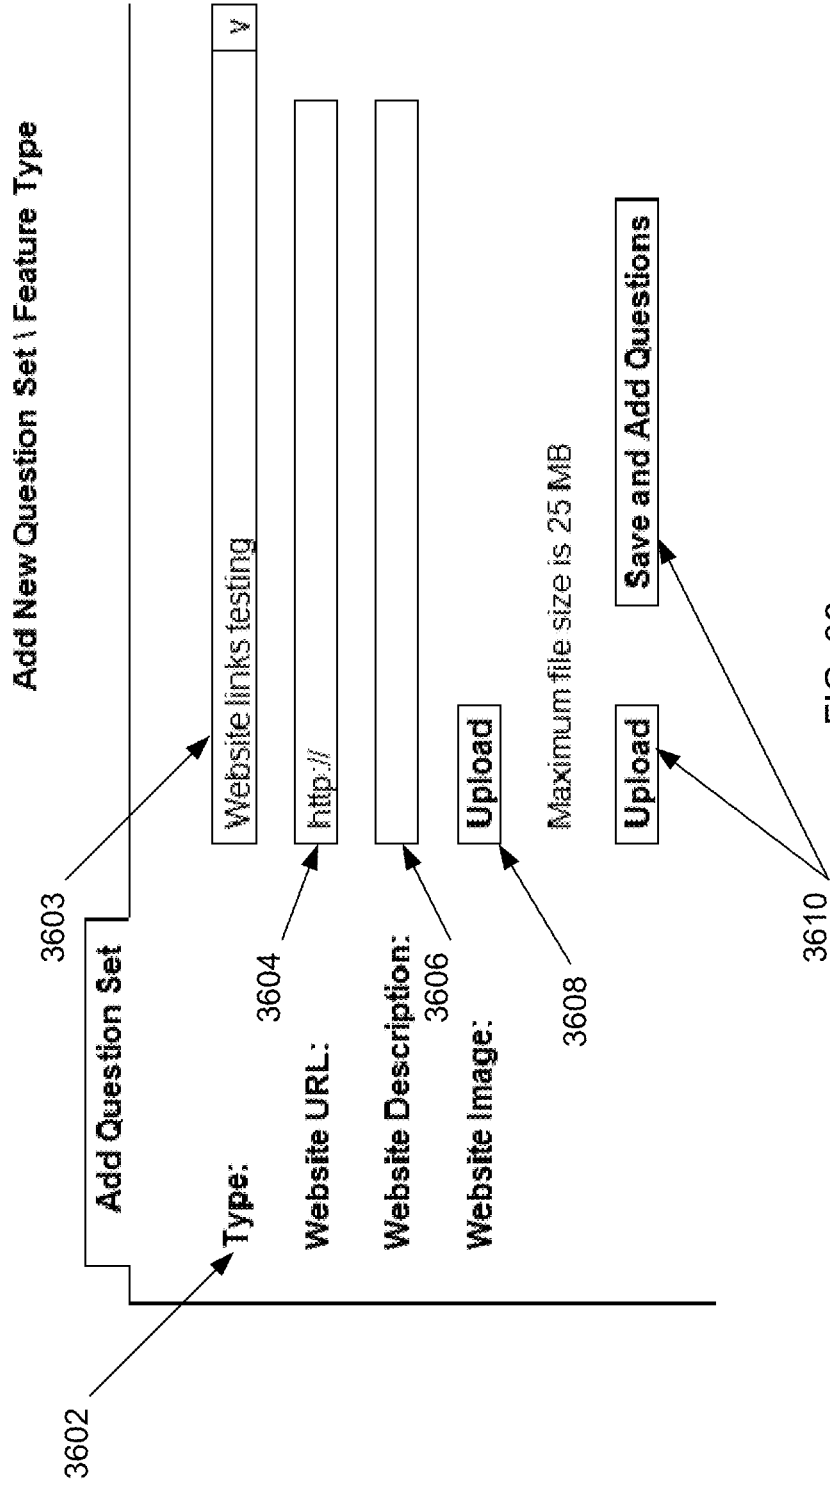 Add New Question Set \ Feature Type
3603
3602
Add Question Set
Type: Website links testing v
3604
Website URL: http://
Website Description:
3606
Website Image: Upload
Maximum file size is 25 MB
3608
Upload Save and Add Questions
3610
FIG.